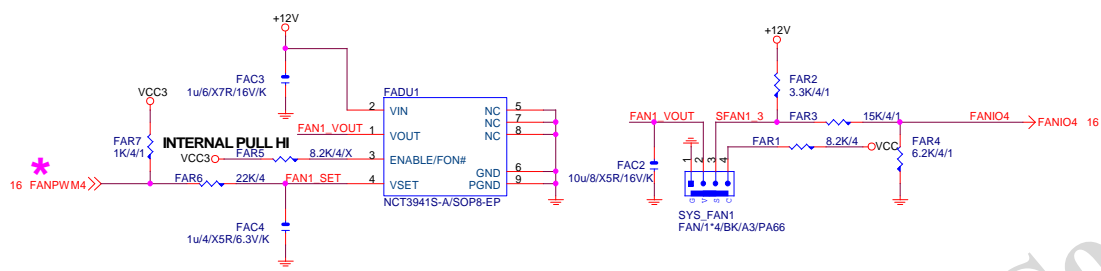 +12V
FAC3
1u/6/X7R/16V/K
VCC3
FAR7
1K/4/1
INTERNAL PULL HI
VCC3
FAR5
8.2K/4/X
*
16 FANPWM4
FAR6
22K/4
FAN1_SET
FAC4
1u/4/X5R/6.3V/K
FADU1
2 VIN
FAN1_VOUT
1 VOUT
3 ENABLE/FON#
4 VSET
NC 5
NC 7
NC 8
GND 6
PGND 9
NCT3941S-A/SOP8-EP
+12V
FAR2
3.3K/4/1
FAN1_VOUT
SFAN1_3
FAR3
15K/4/1
FANIO4
FANIO4 16
FAR1
8.2K/4
VCC
FAR4
6.2K/4/1
FAC2
10u/8/X5R/16V/K
1 2 3 4
G V S C
SYS_FAN1
FAN/1*4/BK/A3/PA66